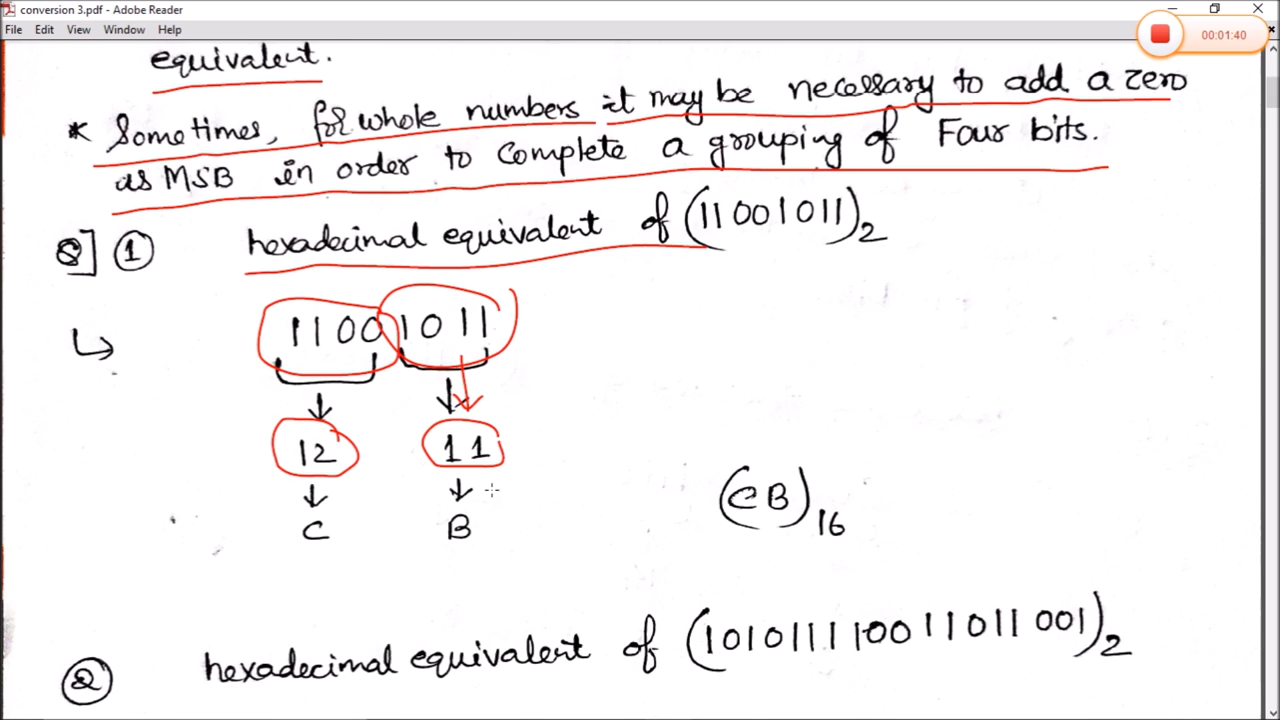 conversion 3.pdf - Adobe Reader
File Edit View Window Help
00:01:40
equivalent.
* Sometimes, for whole numbers it may be necessary to add a zero
as MSB in order to complete a grouping of Four bits.
Q] ① hexadecimal equivalent of (11001011)2
1100 1011
12 11
C B
(CB)16
② hexadecimal equivalent of (101011110011011001)2